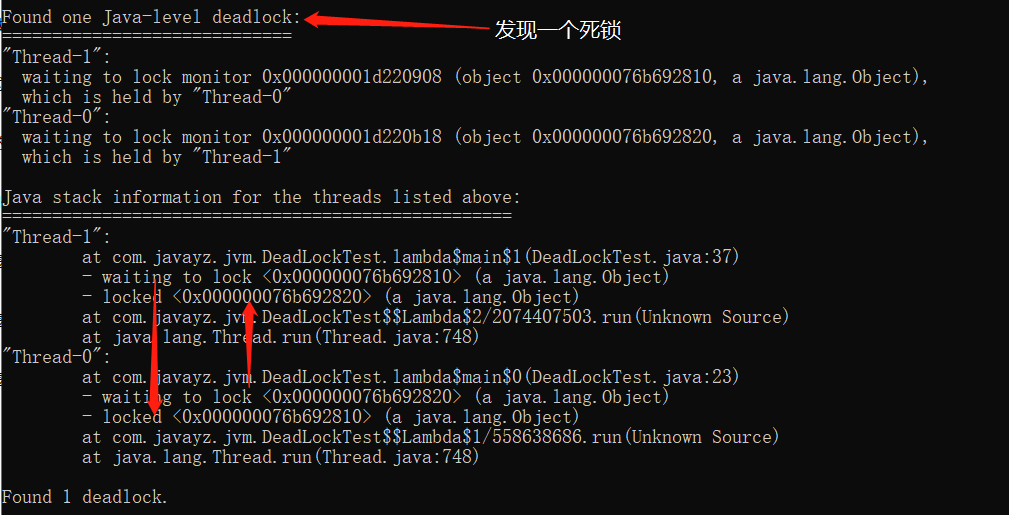 Found one Java-level deadlock:
发现一个死锁
=============================
"Thread-1":
  waiting to lock monitor 0x000000001d220908 (object 0x000000076b692810, a java.lang.Object),
  which is held by "Thread-0"
"Thread-0":
  waiting to lock monitor 0x000000001d220b18 (object 0x000000076b692820, a java.lang.Object),
  which is held by "Thread-1"

Java stack information for the threads listed above:
===================================================
"Thread-1":
        at com.javayz.jvm.DeadLockTest.lambda$main$1(DeadLockTest.java:37)
        - waiting to lock <0x000000076b692810> (a java.lang.Object)
        - locked <0x000000076b692820> (a java.lang.Object)
        at com.javayz.jvm.DeadLockTest$$Lambda$2/2074407503.run(Unknown Source)
        at java.lang.Thread.run(Thread.java:748)
"Thread-0":
        at com.javayz.jvm.DeadLockTest.lambda$main$0(DeadLockTest.java:23)
        - waiting to lock <0x000000076b692820> (a java.lang.Object)
        - locked <0x000000076b692810> (a java.lang.Object)
        at com.javayz.jvm.DeadLockTest$$Lambda$1/558638686.run(Unknown Source)
        at java.lang.Thread.run(Thread.java:748)

Found 1 deadlock.